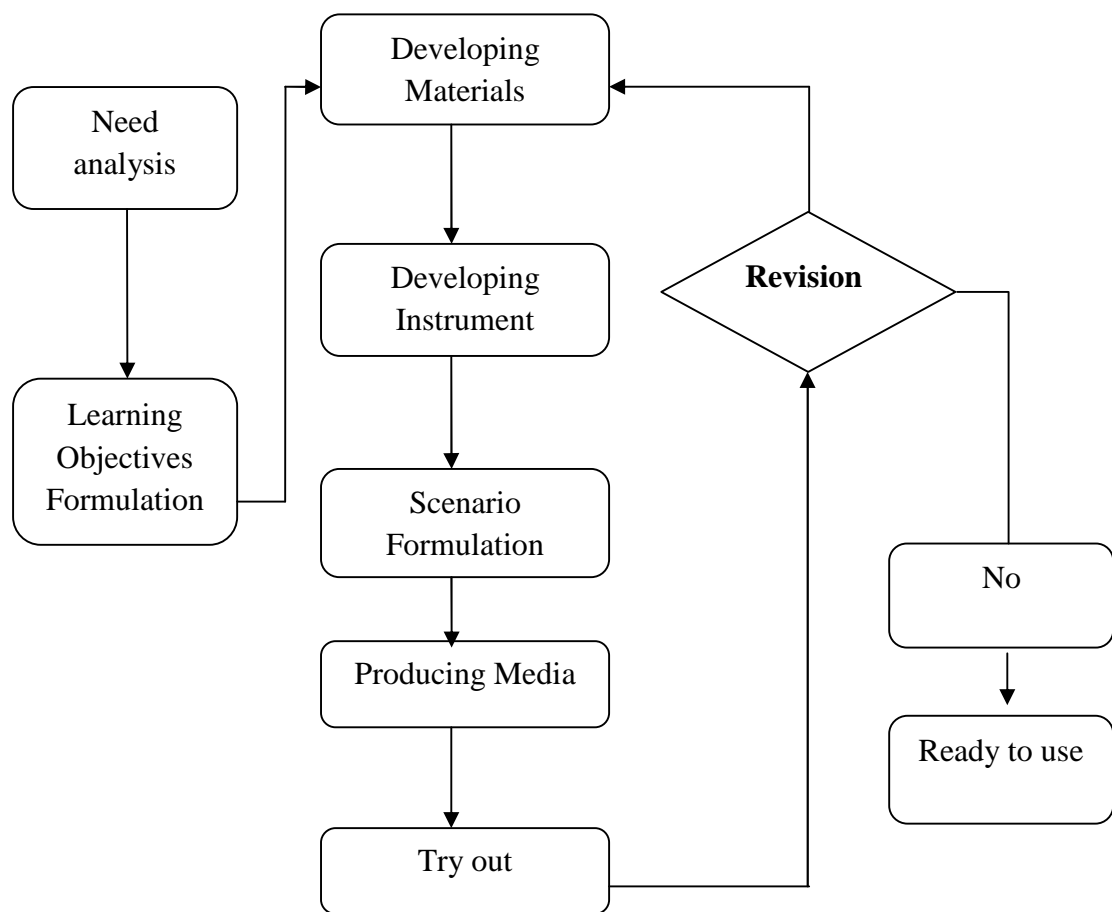 Need
analysis
Learning
Objectives
Formulation
Developing
Materials
Developing
Instrument
Scenario
Formulation
Producing Media
Try out
Revision
No
Ready to use